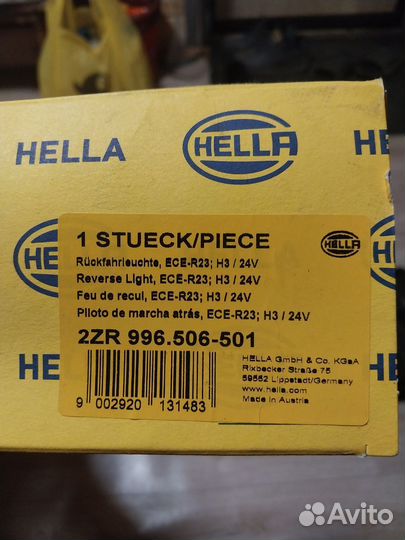 HELLA
HELLA
1 STUECK/PIECE
HELLA
Rückfahrleuchte, ECE-R23; H3 / 24V
Reverse Light, ECE-R23; H3 / 24V
Feu de recul, ECE-R23; H3 / 24V
Piloto de marcha atrás, ECE-R23; H3 / 24V
2ZR 996.506-501
HELLA
HELLA GmbH & Co. KGaA
Rixbecker Straße 75
59552 Lippstadt/Germany
www.hella.com
Made in Austria
9 002920 131483
Avito